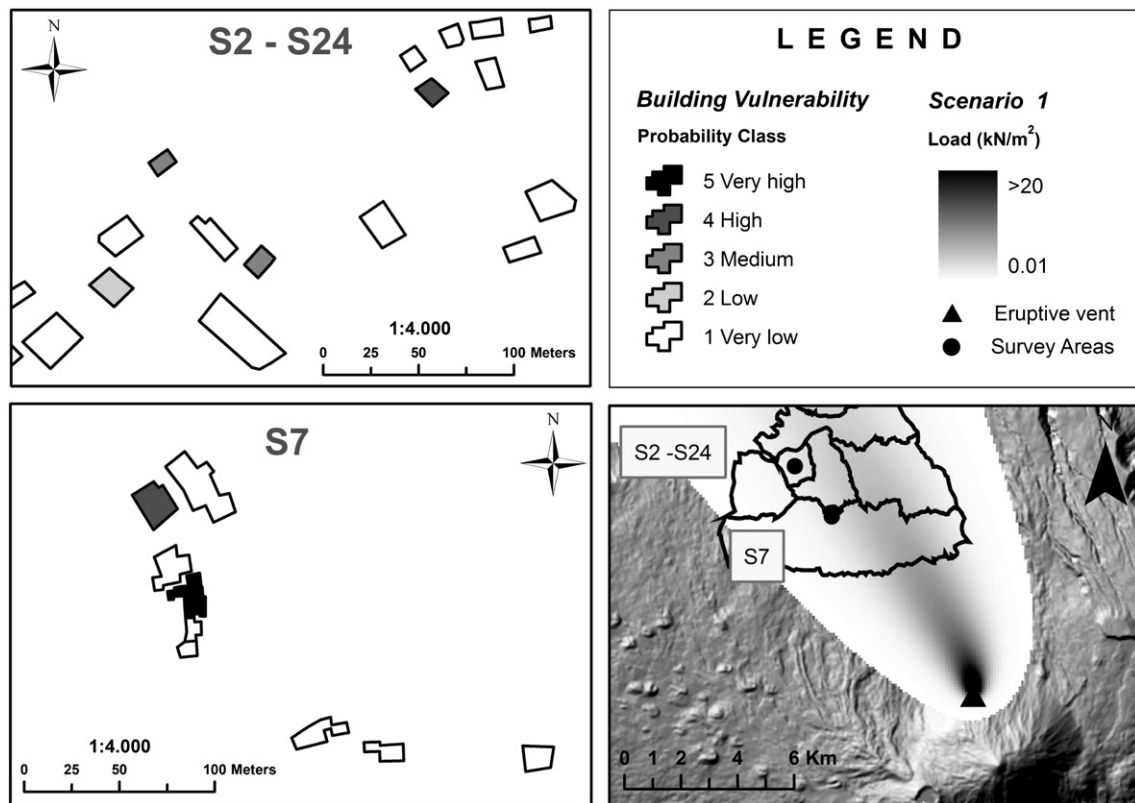 N
S2 - S24
1:4.000
0 25 50 100 Meters
LEGEND
Building Vulnerability
Probability Class
5 Very high
4 High
3 Medium
2 Low
1 Very low
Scenario 1
Load (kN/m²)
>20
0.01
Eruptive vent
Survey Areas
S7
N
1:4.000
0 25 50 100 Meters
S2 -S24
S7
N
0 1 2 4 6 Km